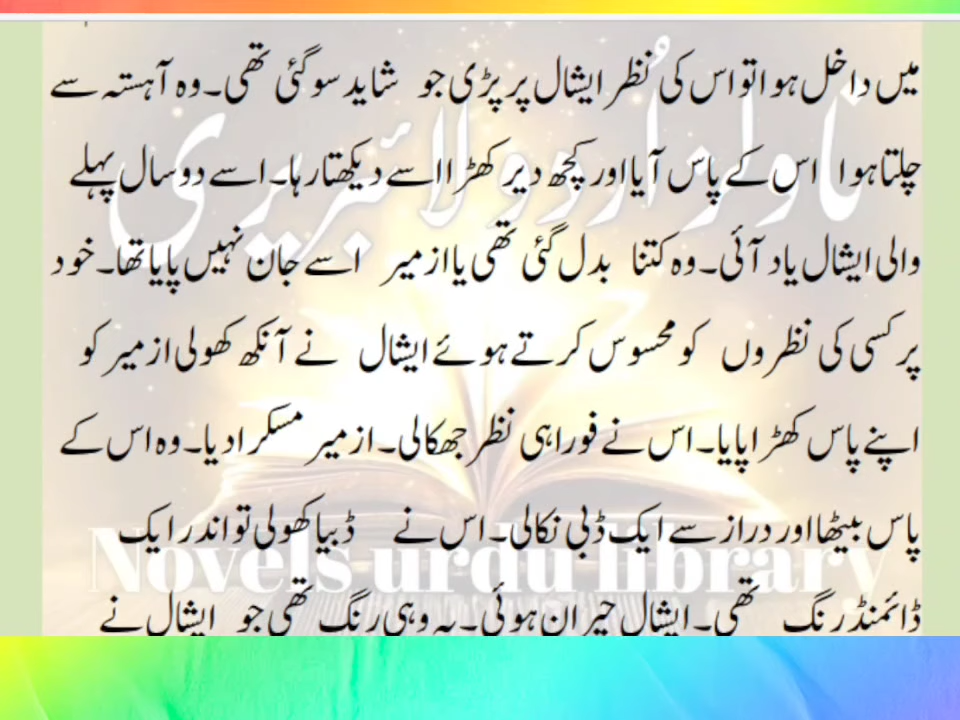 میں داخل ہوا تو اس کی نظر ایشال پر پڑی جو شاید سو گئی تھی۔ وہ آہستہ سے
چلتا ہوا اس کے پاس آیا اور کچھ دیر کھڑا اسے دیکھتا رہا۔ اسے دو سال پہلے
والی ایشال یاد آئی۔ وہ کتنا بدل گئی تھی یا ازمیر اسے جان نہیں پایا تھا۔ خود
پر کسی کی نظروں کو محسوس کرتے ہوئے ایشال نے آنکھ کھولی ازمیر کو
اپنے پاس کھڑا پایا۔ اس نے فورا ہی نظر جھکا لی۔ ازمیر مسکرا دیا۔ وہ اس کے
پاس بیٹھا اور دراز سے ایک ڈبی نکالی۔ اس نے ڈبیا کھولی تو اندر ایک
ڈائمنڈ رنگ تھی۔ ایشال حیران ہوئی۔ یہ وہی رنگ تھی جو ایشال نے
ناولز اردو لائبریری
Novels urdu library